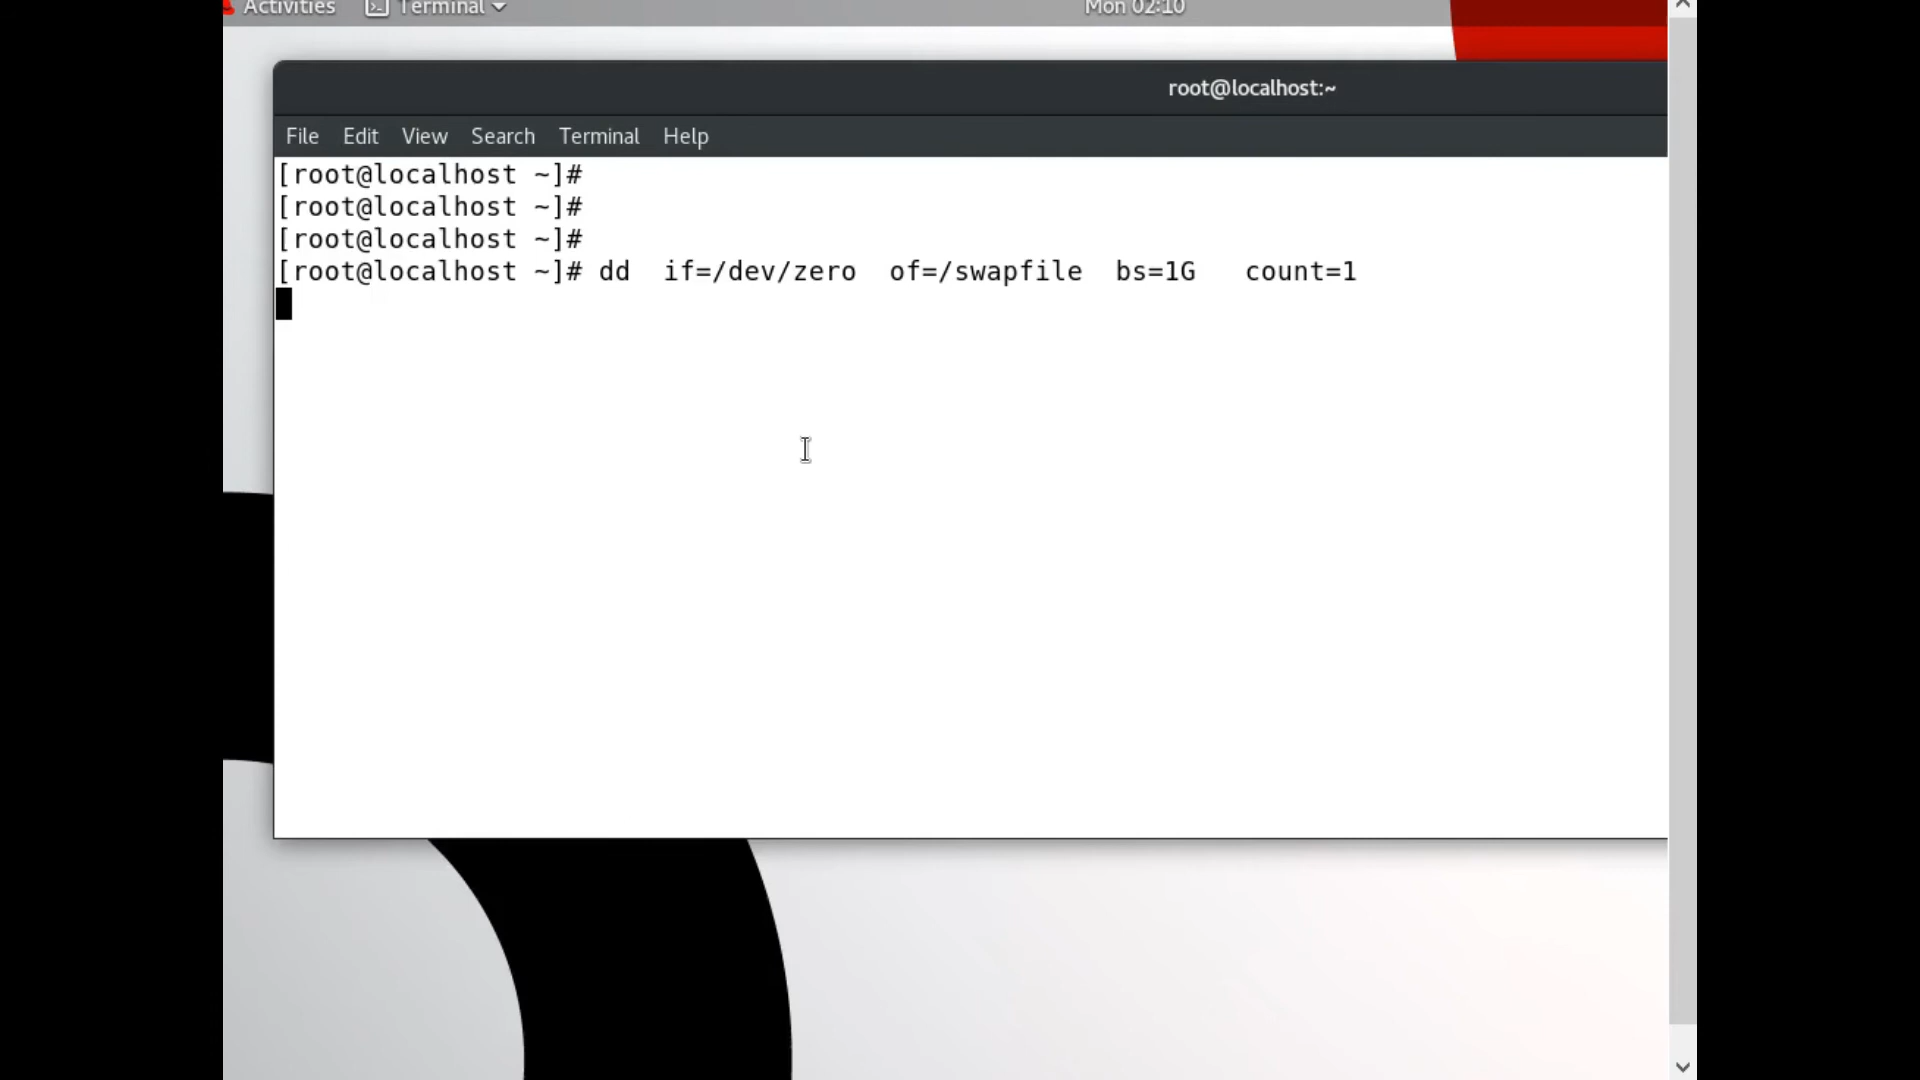 Activities Terminal Mon 02:10
root@localhost:~
File Edit View Search Terminal Help
[root@localhost ~]#
[root@localhost ~]#
[root@localhost ~]#
[root@localhost ~]# dd  if=/dev/zero  of=/swapfile  bs=1G   count=1